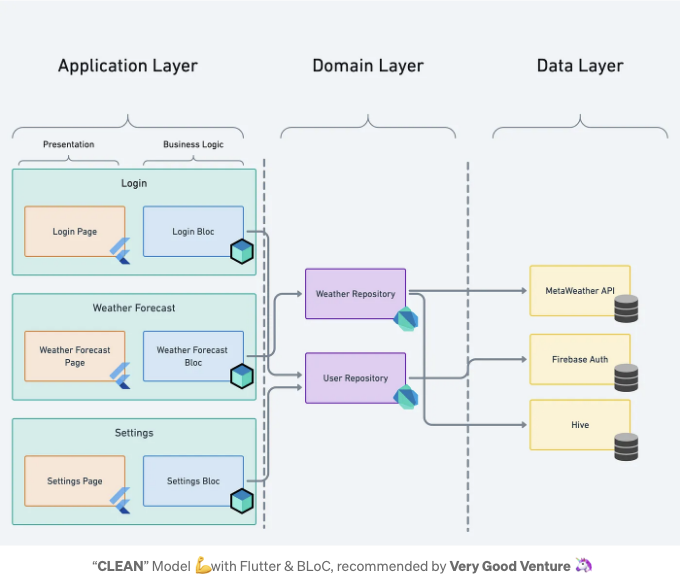 Application Layer
Domain Layer
Data Layer
Presentation
Business Logic
Login
Login Page
Login Bloc
Weather Forecast
Weather Forecast
Page
Weather Forecast
Bloc
Settings
Settings Page
Settings Bloc
Weather Repository
User Repository
MetaWeather API
Firebase Auth
Hive
“CLEAN” Model 💪with Flutter & BLoC, recommended by Very Good Venture 🦄